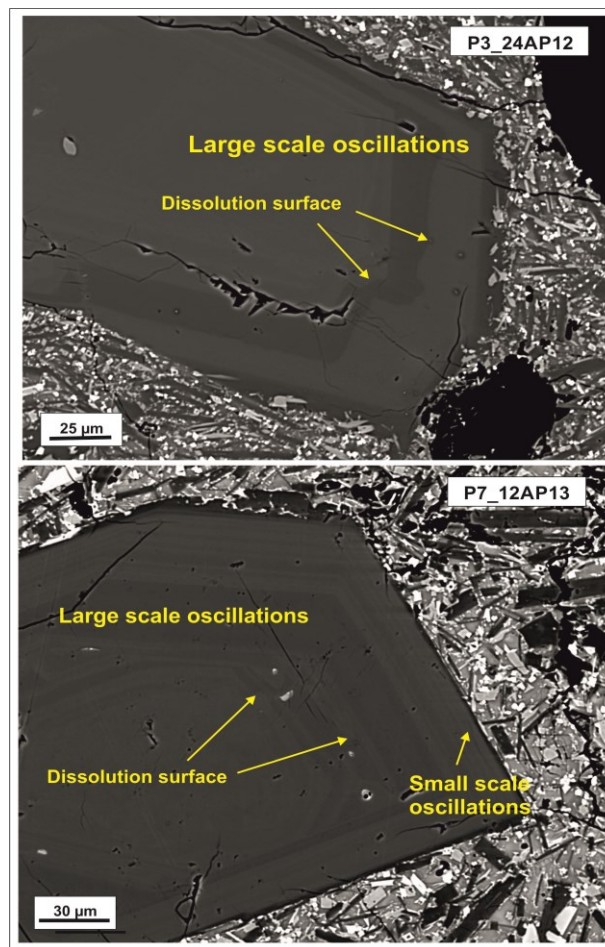 P3_24AP12
Large scale oscillations
Dissolution surface
25 µm
P7_12AP13
Large scale oscillations
Dissolution surface
Small scale
oscillations
30 µm